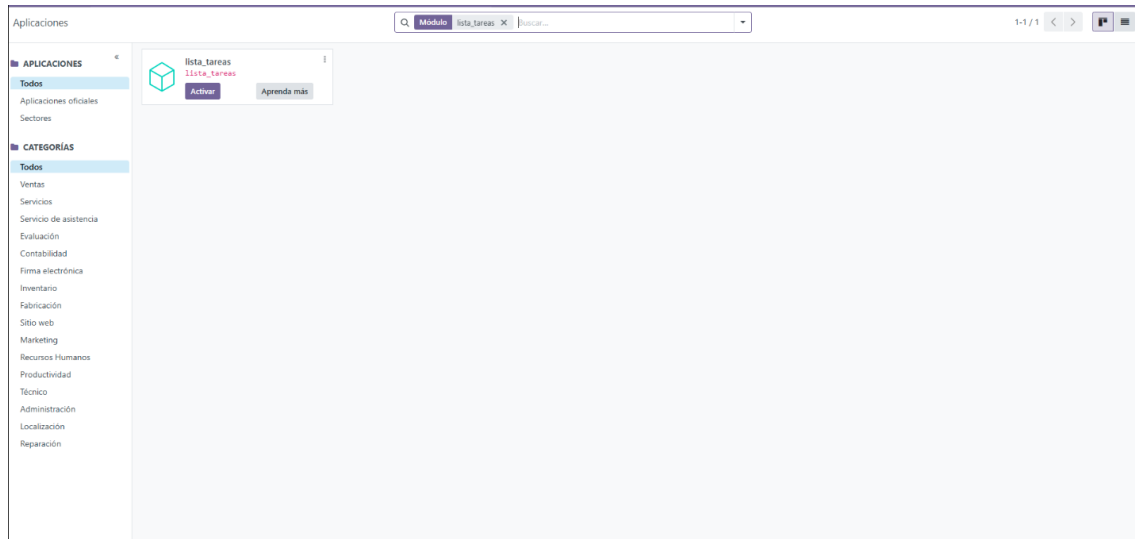 Aplicaciones
Módulo lista_tareas × Buscar...
1-1 / 1
APLICACIONES
Todos
Aplicaciones oficiales
Sectores
CATEGORÍAS
Todos
Ventas
Servicios
Servicio de asistencia
Evaluación
Contabilidad
Firma electrónica
Inventario
Fabricación
Sitio web
Marketing
Recursos Humanos
Productividad
Técnico
Administración
Localización
Reparación
lista_tareas
lista_tareas
Activar Aprenda más